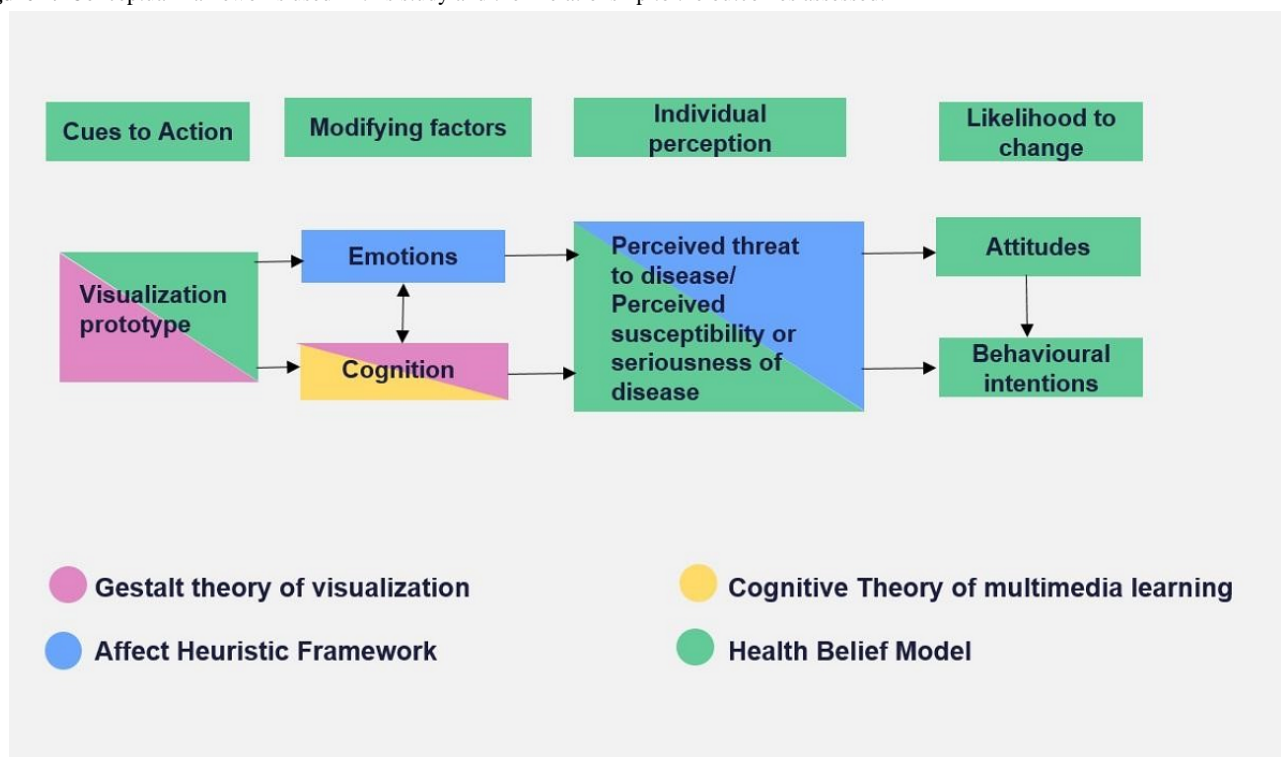 Cues to Action
Modifying factors
Individual
perception
Likelihood to
change
Visualization
prototype
Emotions
Cognition
Perceived threat
to disease/
Perceived
susceptibility or
seriousness of
disease
Attitudes
Behavioural
intentions
Gestalt theory of visualization
Cognitive Theory of multimedia learning
Affect Heuristic Framework
Health Belief Model